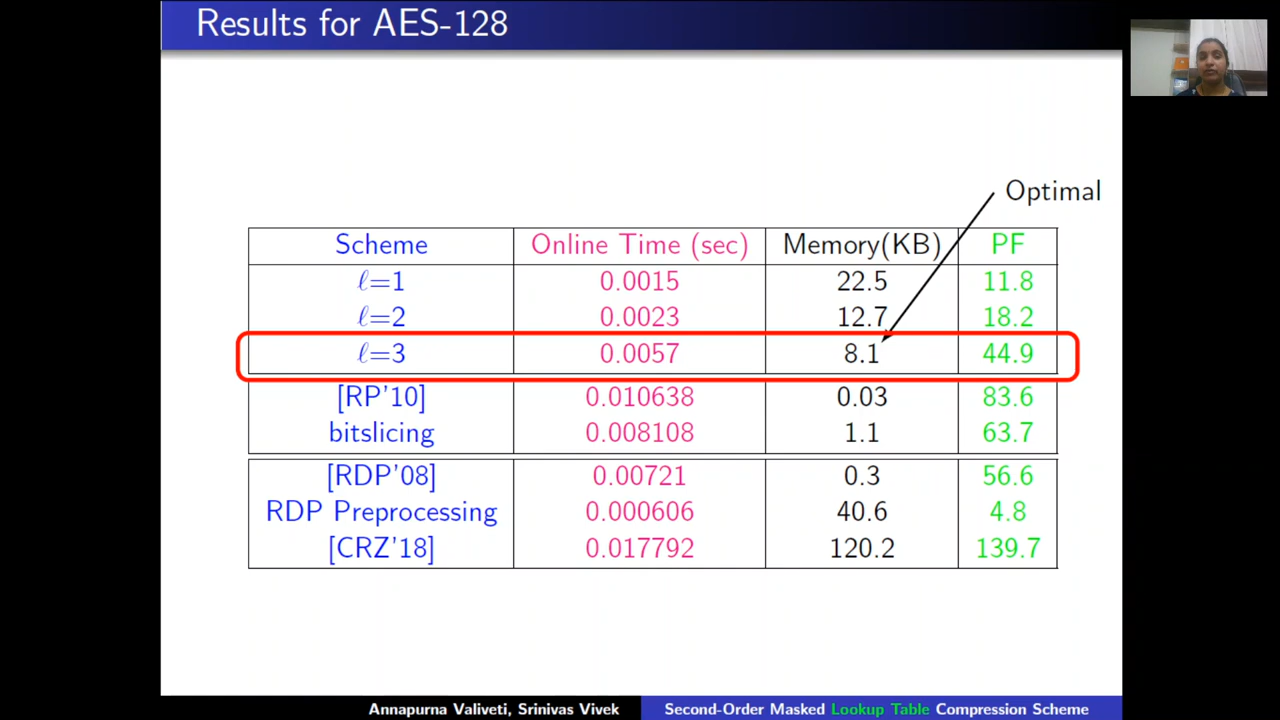 Results for AES-128
Optimal
Scheme Online Time (sec) Memory(KB) PF
ℓ=1 0.0015 22.5 11.8
ℓ=2 0.0023 12.7 18.2
ℓ=3 0.0057 8.1 44.9
[RP'10] 0.010638 0.03 83.6
bitslicing 0.008108 1.1 63.7
[RDP'08] 0.00721 0.3 56.6
RDP Preprocessing 0.000606 40.6 4.8
[CRZ'18] 0.017792 120.2 139.7
Annapurna Valiveti, Srinivas Vivek Second-Order Masked Lookup Table Compression Scheme